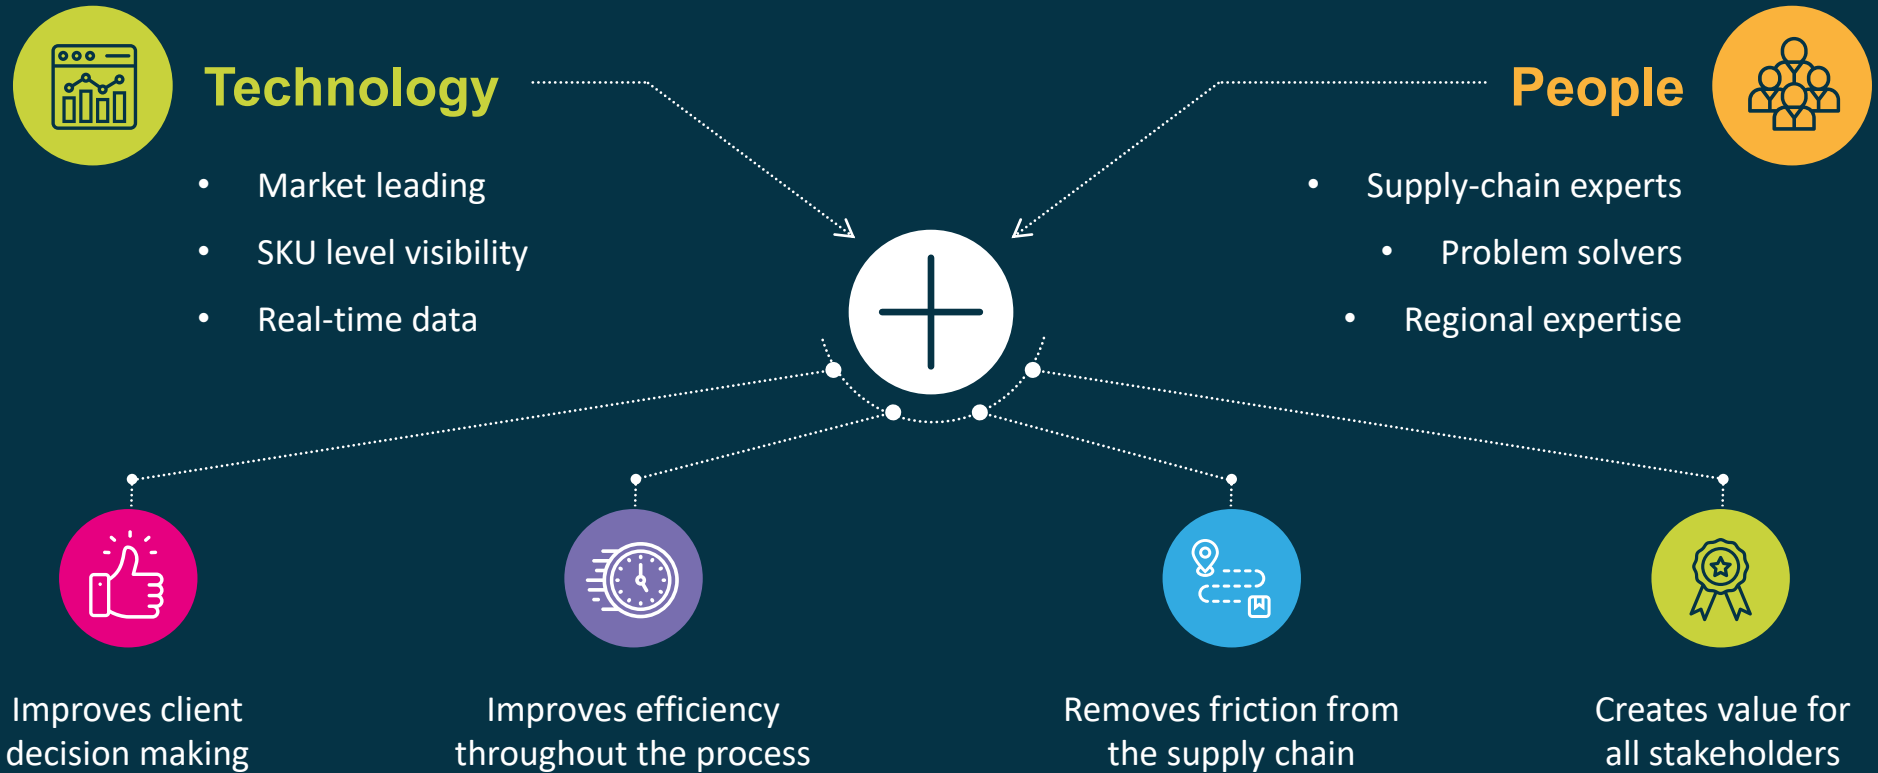 Technology
• Market leading
• SKU level visibility
• Real-time data
People
• Supply-chain experts
• Problem solvers
• Regional expertise
Improves client
decision making
Improves efficiency
throughout the process
Removes friction from
the supply chain
Creates value for
all stakeholders